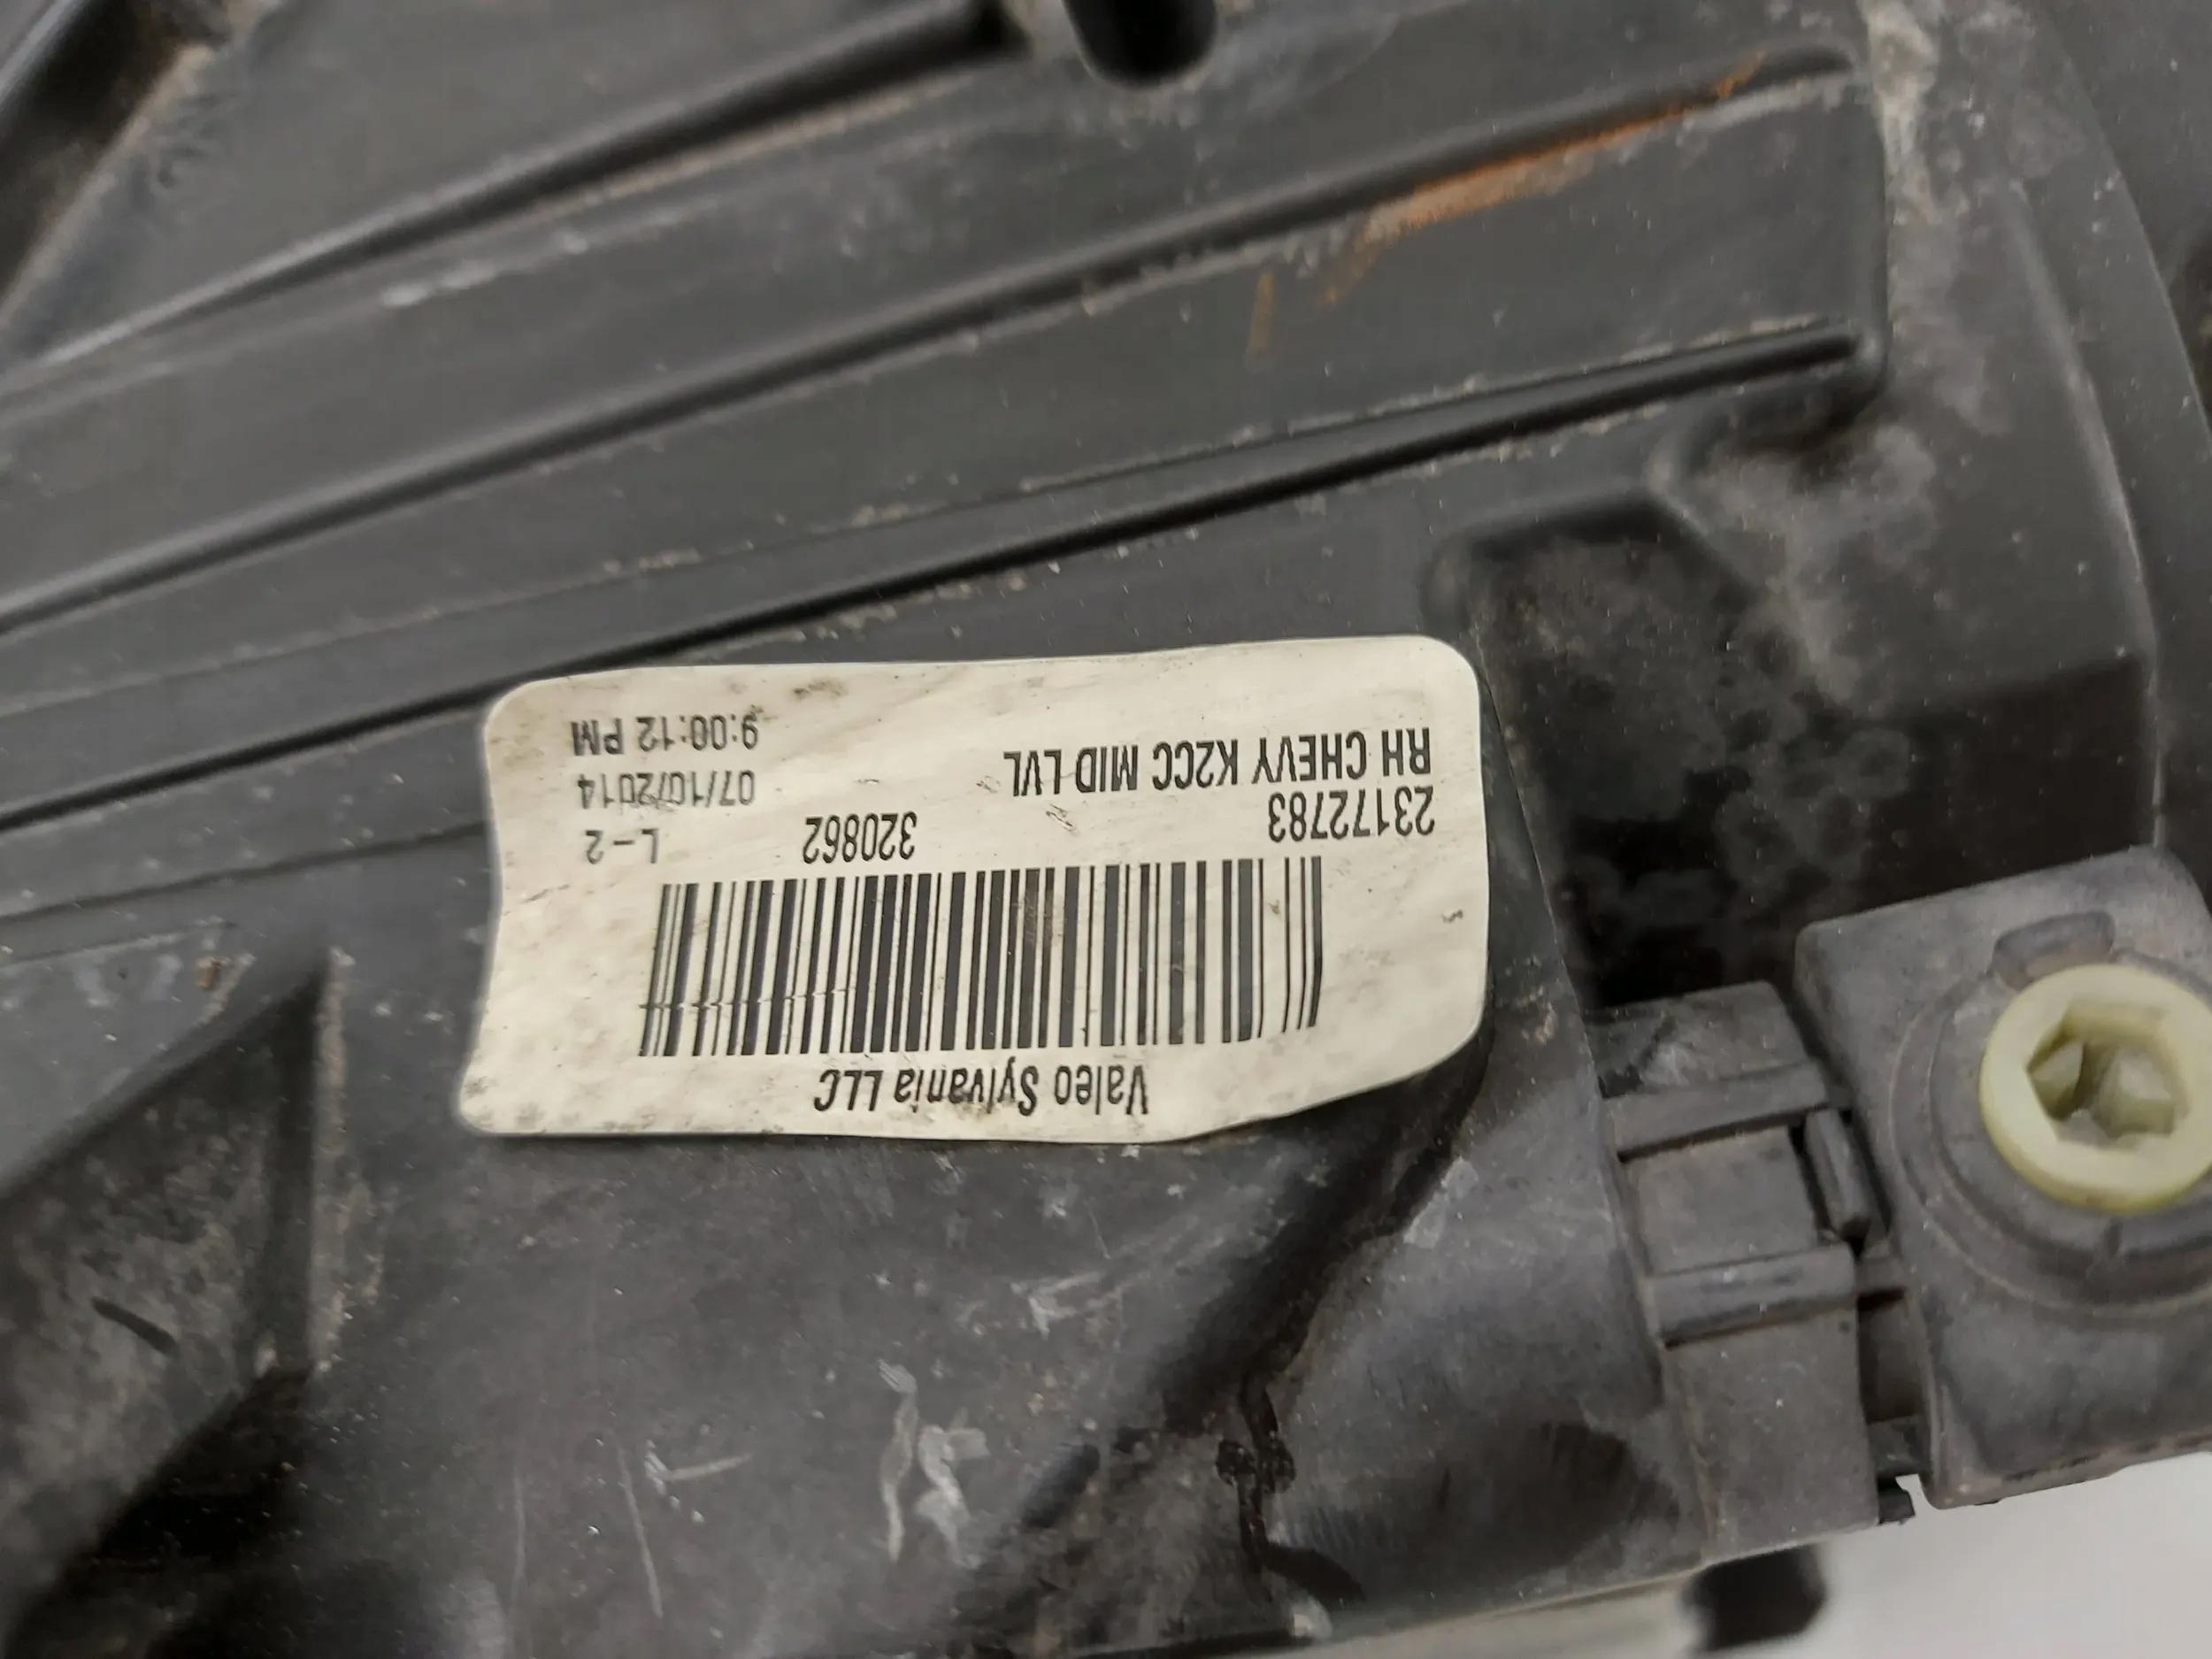 Valeo Sylvania LLC
320862 L-2
23172783 07/10/2014
RH CHEVY K2CC MID LVL 9:00:12 PM